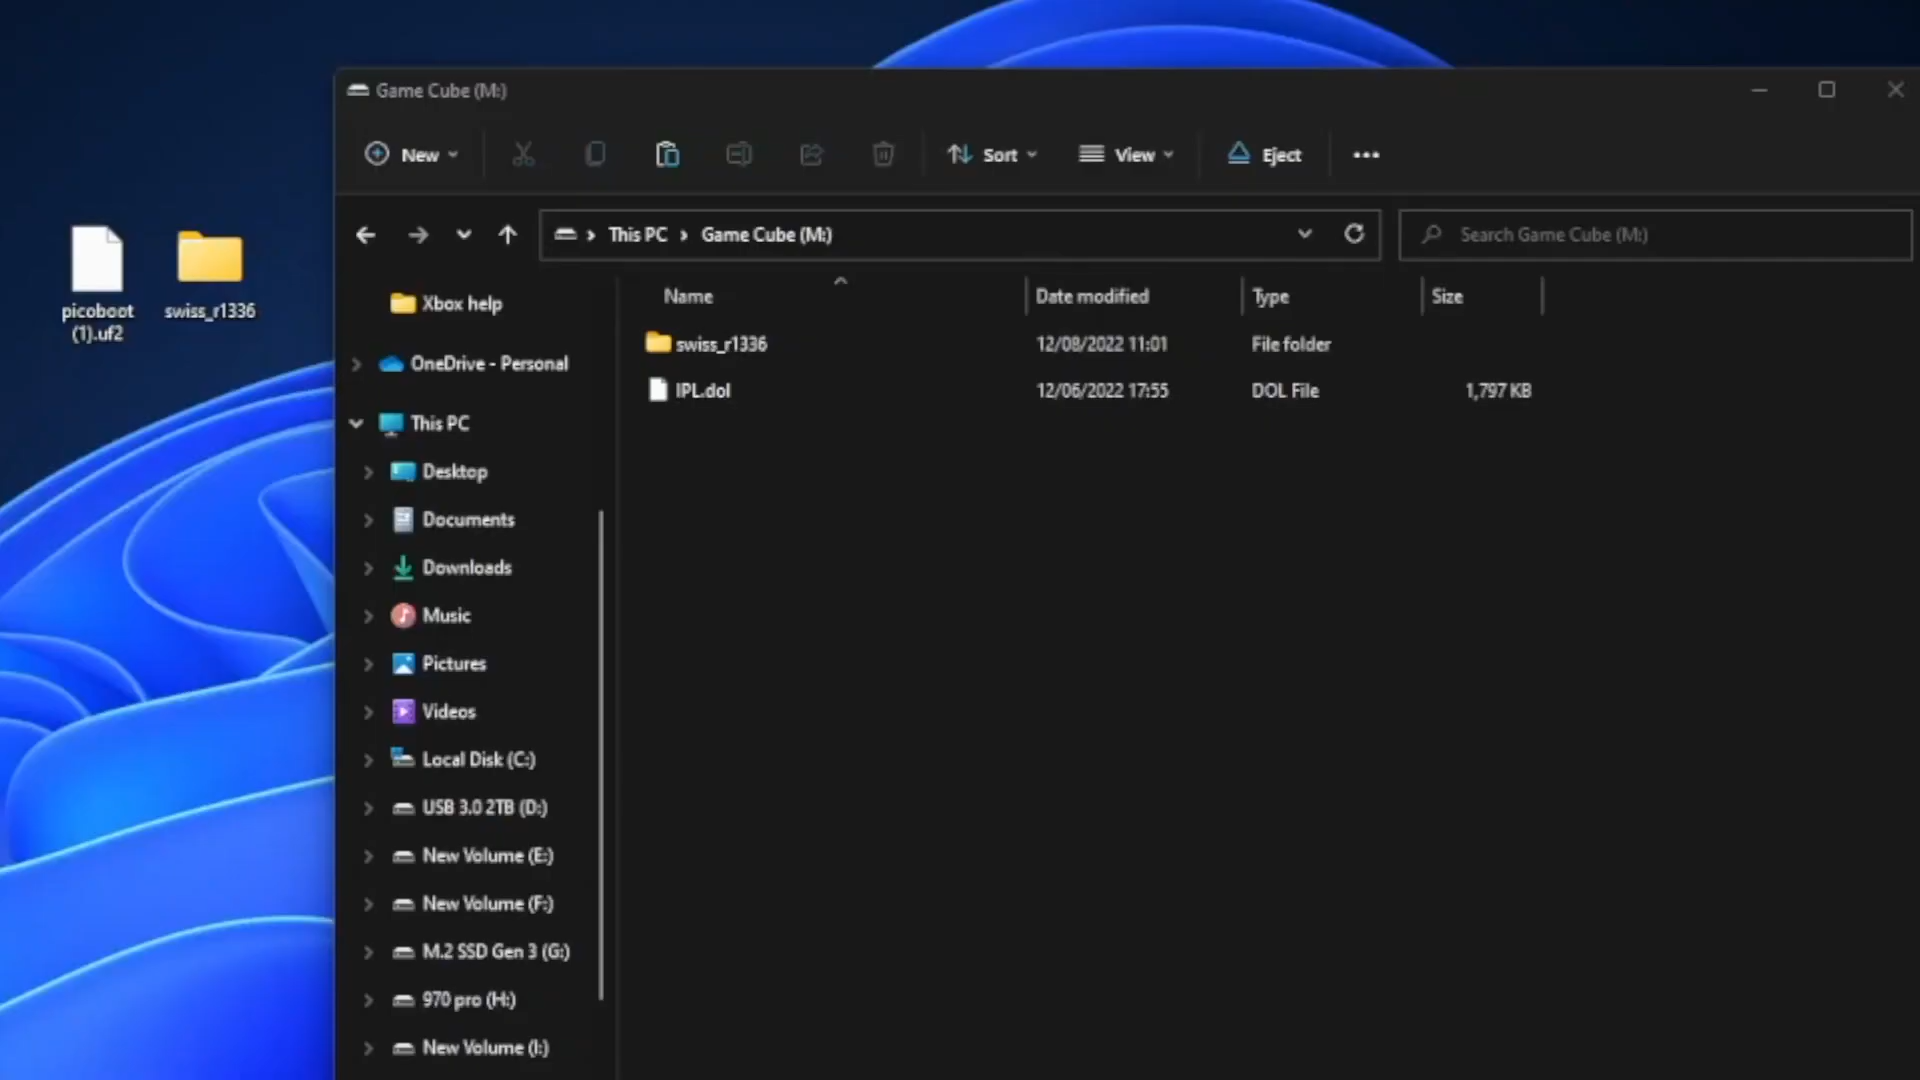 Game Cube (M:)
New
Sort
View
Eject
This PC
Game Cube (M:)
Search Game Cube (M:)
picoboot
(1).uf2
swiss_r1336
Xbox help
OneDrive - Personal
This PC
Desktop
Documents
Downloads
Music
Pictures
Videos
Local Disk (C:)
USB 3.0 2TB (D:)
New Volume (E:)
New Volume (F:)
M.2 SSD Gen 3 (G:)
970 pro (H:)
New Volume (I:)
Name Date modified Type Size
swiss_r1336 12/08/2022 11:01 File folder
IPL.dol 12/06/2022 17:55 DOL File 1,797 KB